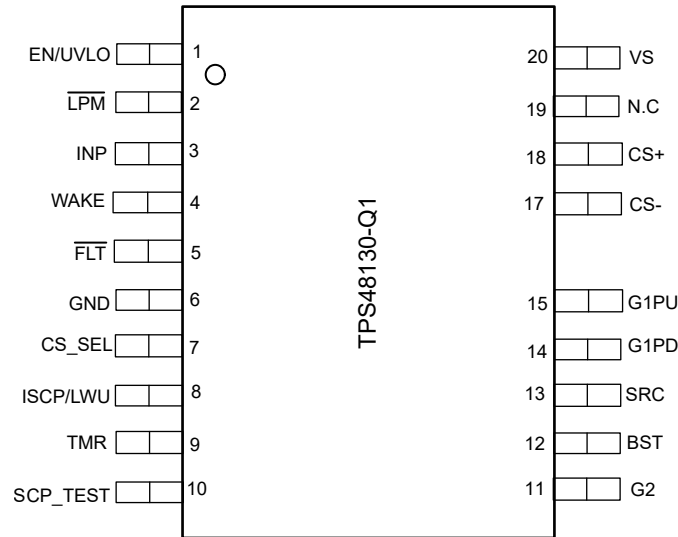 EN/UVLO 1
LPM 2
INP 3
WAKE 4
FLT 5
GND 6
CS_SEL 7
ISCP/LWU 8
TMR 9
SCP_TEST 10
TPS48130-Q1
20 VS
19 N.C
18 CS+
17 CS-
15 G1PU
14 G1PD
13 SRC
12 BST
11 G2